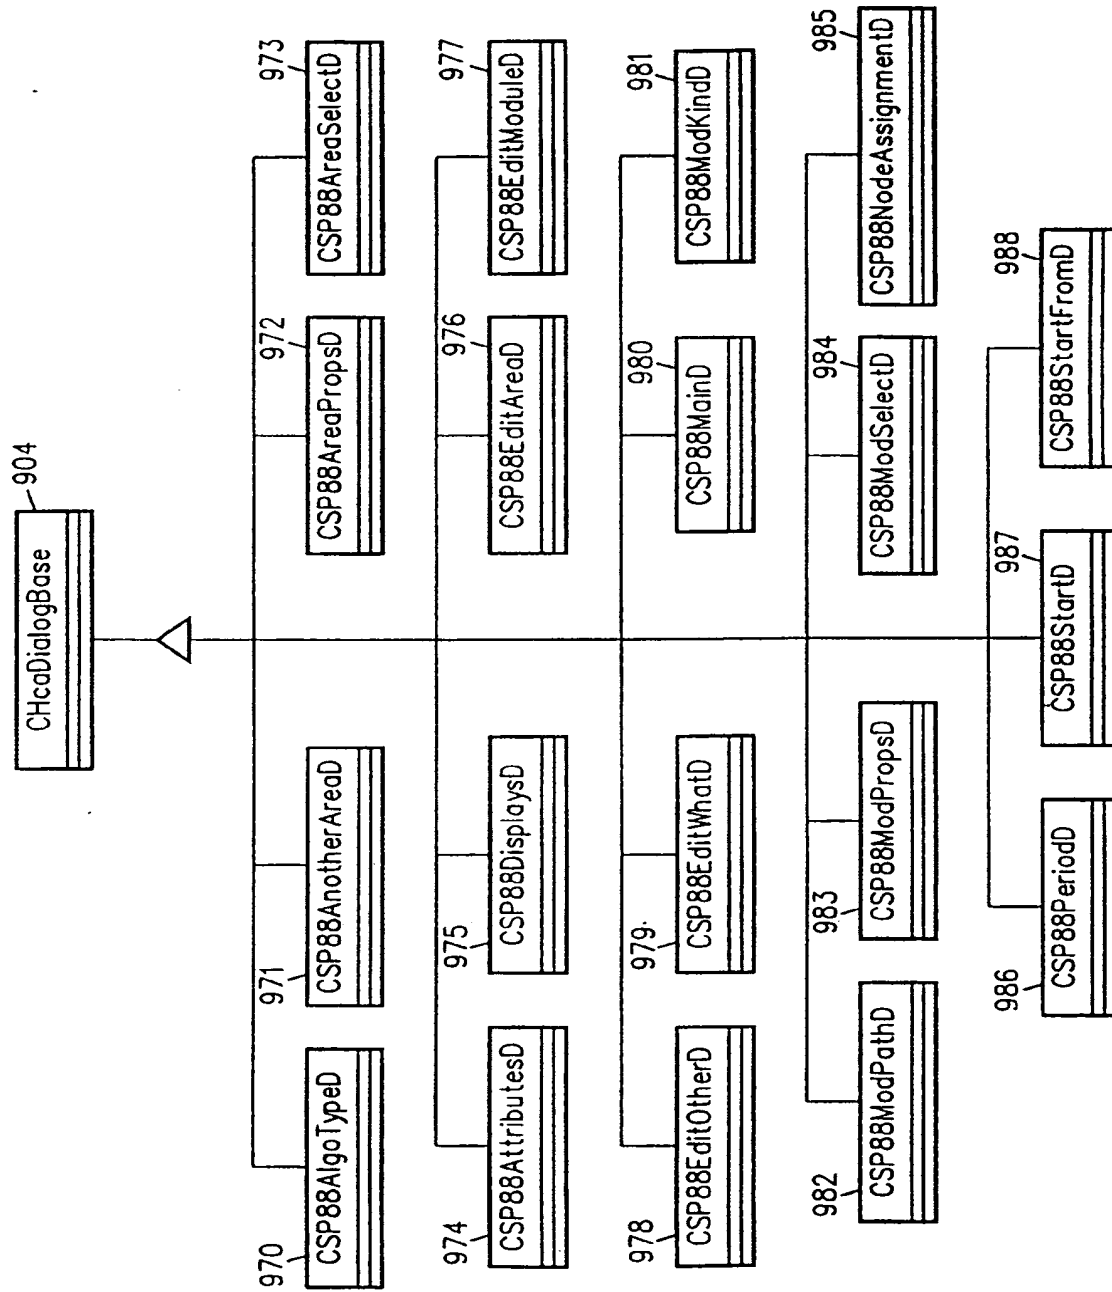 CHcaDialogBase
904
CSP88AlgoTypeD
970
CSP88AnotherAreaD
971
CSP88AreaPropsD
972
CSP88AreaSelectD
973
CSP88AttributesD
974
CSP88DisplaysD
975
CSP88EditAreaD
976
CSP88EditModuleD
977
CSP88EditOtherD
978
CSP88EditWhatD
979
CSP88MainD
980
CSP88ModKindD
981
CSP88ModPathD
982
CSP88ModPropsD
983
CSP88ModSelectD
984
CSP88NodeAssignmentD
985
CSP88PeriodD
986
CSP88StartD
987
CSP88StartFromD
988